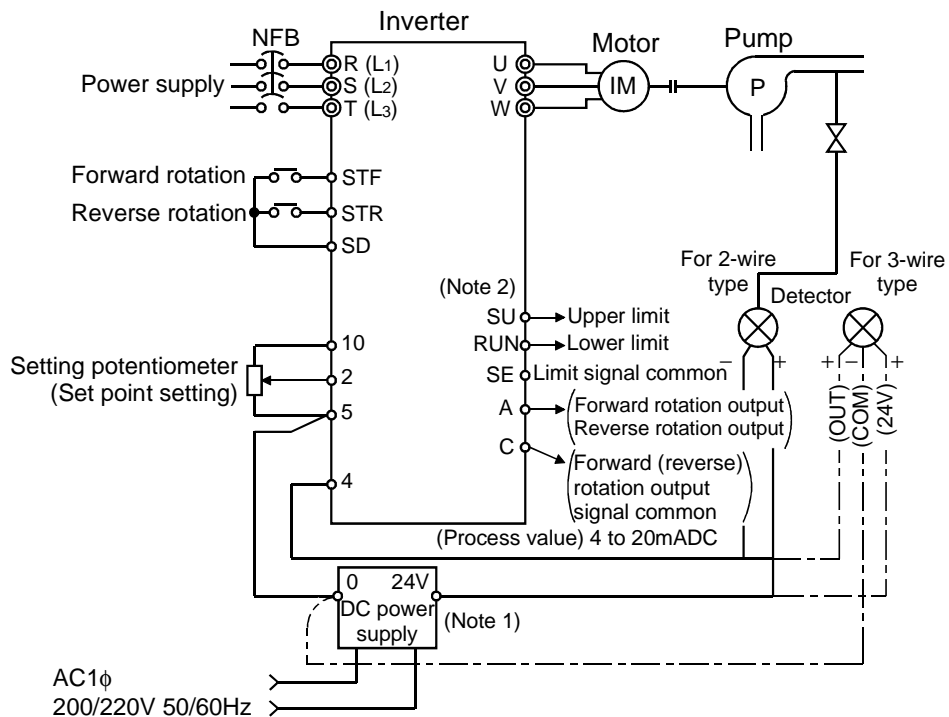 Inverter
NFB
Motor
Pump
Power supply
R (L1)
S (L2)
T (L3)
U
V
W
IM
P
Forward rotation
STF
Reverse rotation
STR
SD
For 2-wire
type
For 3-wire
type
Detector
(Note 2)
SU
Upper limit
RUN
Lower limit
SE
Limit signal common
− +
+ − +
Setting potentiometer
(Set point setting)
10
2
5
A
(Forward rotation output
Reverse rotation output)
C
(Forward (reverse)
rotation output
signal common)
(OUT)
(COM)
(24V)
4
(Process value) 4 to 20mADC
0 24V
DC power
supply
(Note 1)
AC1ϕ
200/220V 50/60Hz